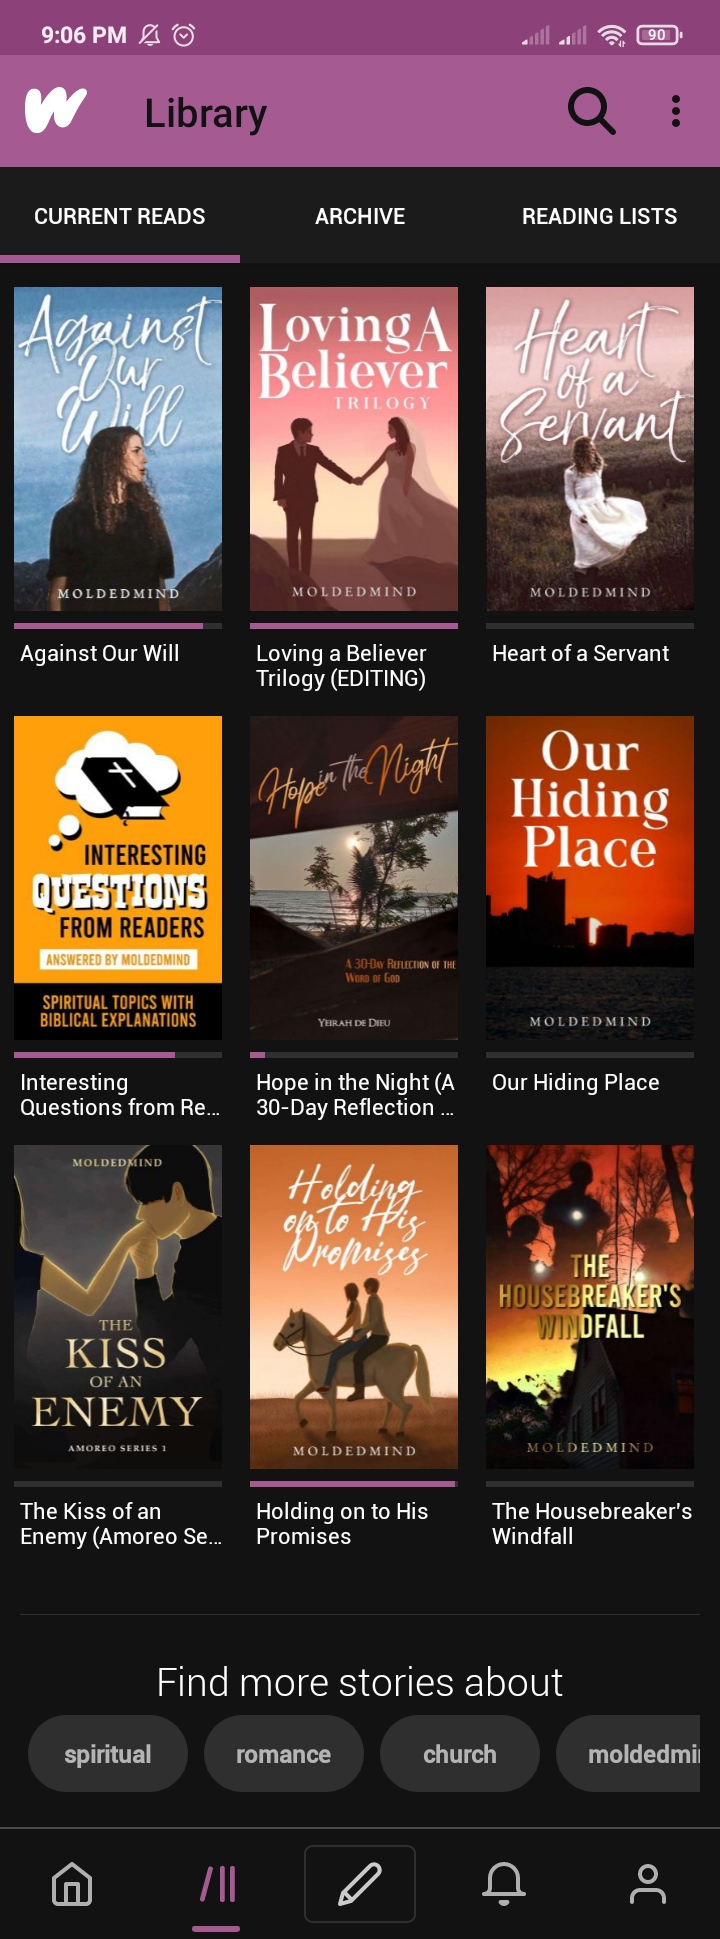 9:06 PM
90
Library
CURRENT READS
ARCHIVE
READING LISTS
Against
Our
Will
MOLDEDMIND
Loving A
Believer
TRILOGY
MOLDEDMIND
Heart
of a
Servant
MOLDEDMIND
Against Our Will
Loving a Believer
Trilogy (EDITING)
Heart of a Servant
INTERESTING
QUESTIONS
FROM READERS
ANSWERED BY MOLDEDMIND
SPIRITUAL TOPICS WITH
BIBLICAL EXPLANATIONS
Hope in the Night
A 30-Day Reflection of the
Word of God
Yeirah de Dieu
Our
Hiding
Place
MOLDEDMIND
Interesting
Questions from Re...
Hope in the Night (A
30-Day Reflection ...
Our Hiding Place
MOLDEDMIND
THE
KISS
OF AN
ENEMY
AMOREO SERIES 1
Holding
on to His
Promises
MOLDEDMIND
THE
HOUSEBREAKER'S
WINDFALL
MOLDEDMIND
The Kiss of an
Enemy (Amoreo Se...
Holding on to His
Promises
The Housebreaker's
Windfall
Find more stories about
spiritual
romance
church
moldedmin